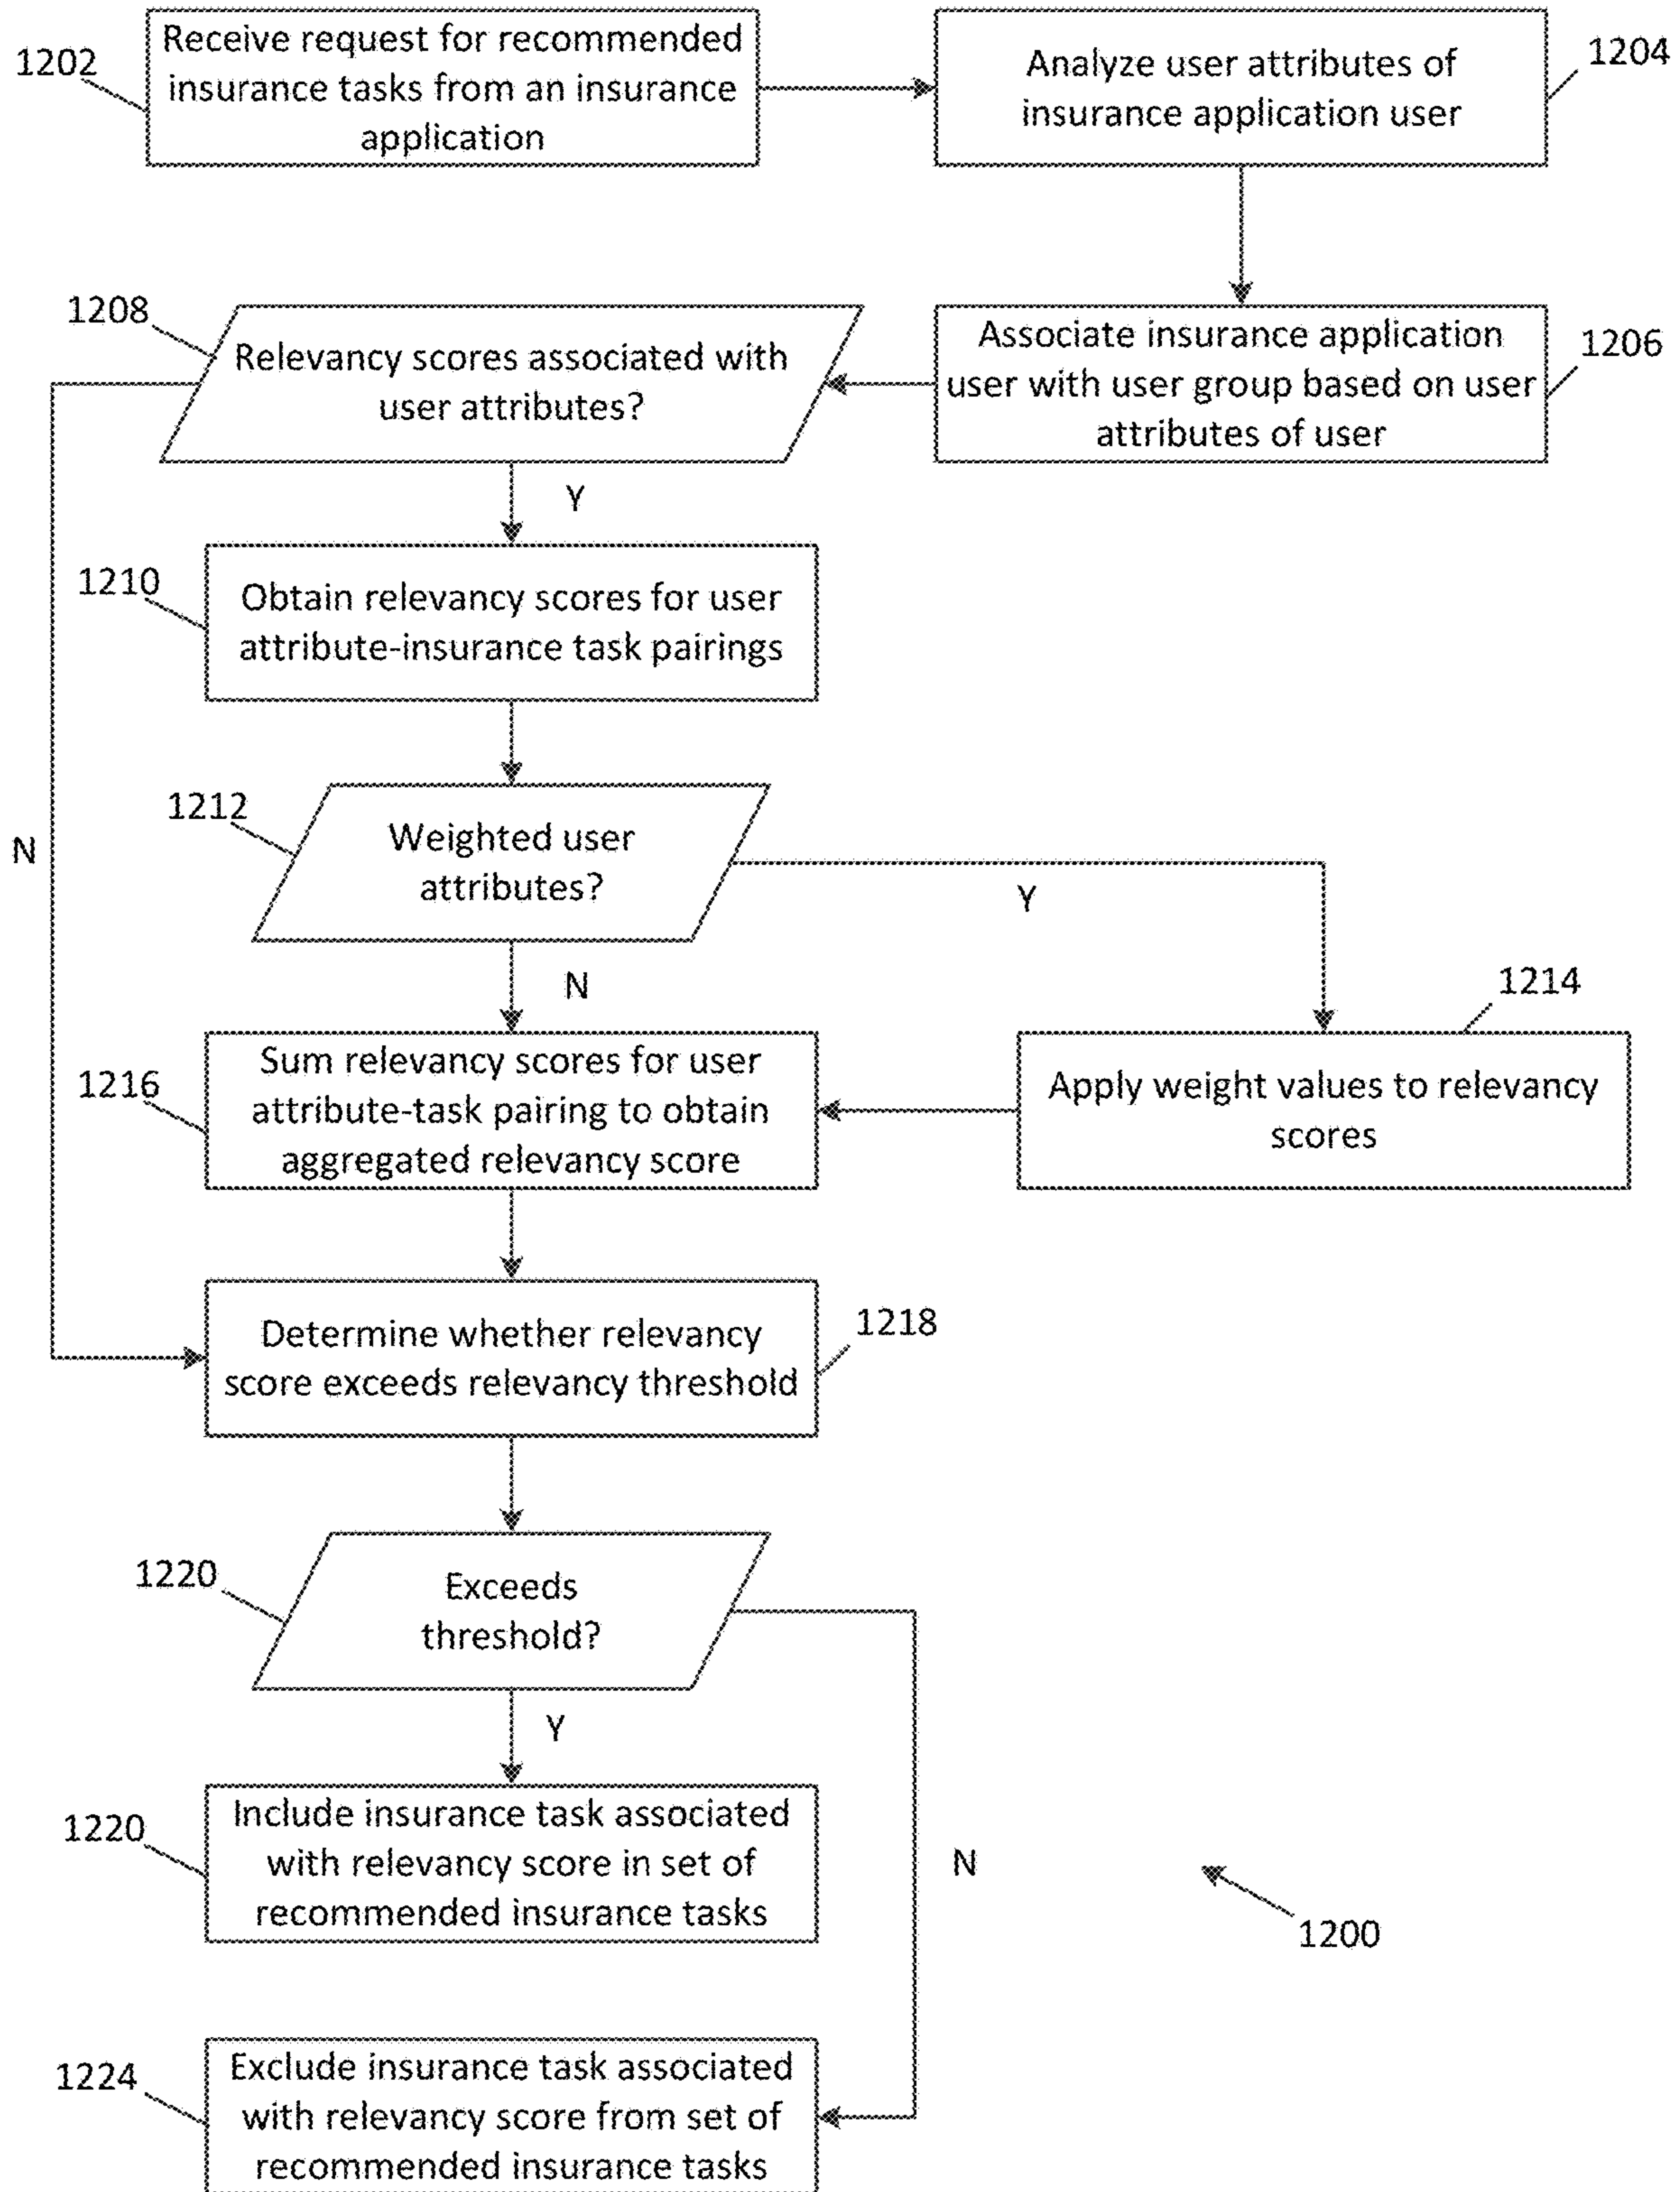 1202
Receive request for recommended
insurance tasks from an insurance
application
Analyze user attributes of
insurance application user
1204
1208
Relevancy scores associated with
user attributes?
Associate insurance application
user with user group based on user
attributes of user
1206
Y
1210
Obtain relevancy scores for user
attribute-insurance task pairings
1212
Weighted user
attributes?
N
Y
N
1214
1216
Sum relevancy scores for user
attribute-task pairing to obtain
aggregated relevancy score
Apply weight values to relevancy
scores
Determine whether relevancy
score exceeds relevancy threshold
1218
1220
Exceeds
threshold?
Y
1220
Include insurance task associated
with relevancy score in set of
recommended insurance tasks
N
1200
1224
Exclude insurance task associated
with relevancy score from set of
recommended insurance tasks